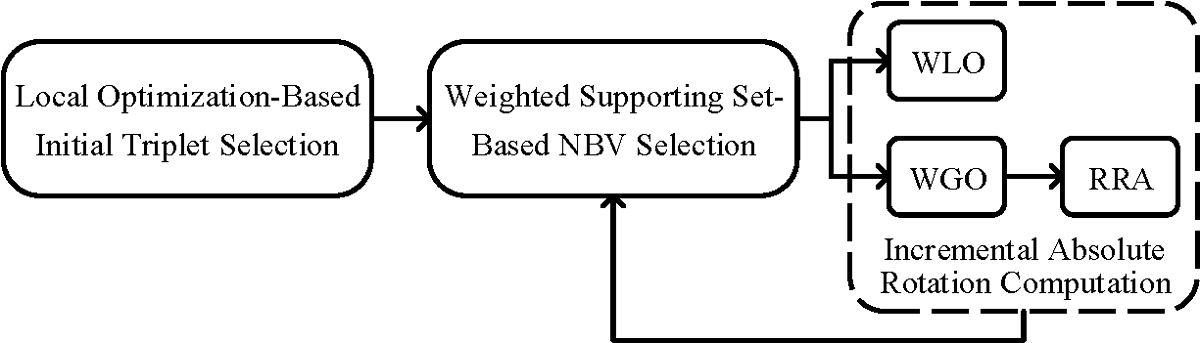 Local Optimization-Based
Initial Triplet Selection
Weighted Supporting Set-
Based NBV Selection
WLO
WGO
RRA
Incremental Absolute
Rotation Computation